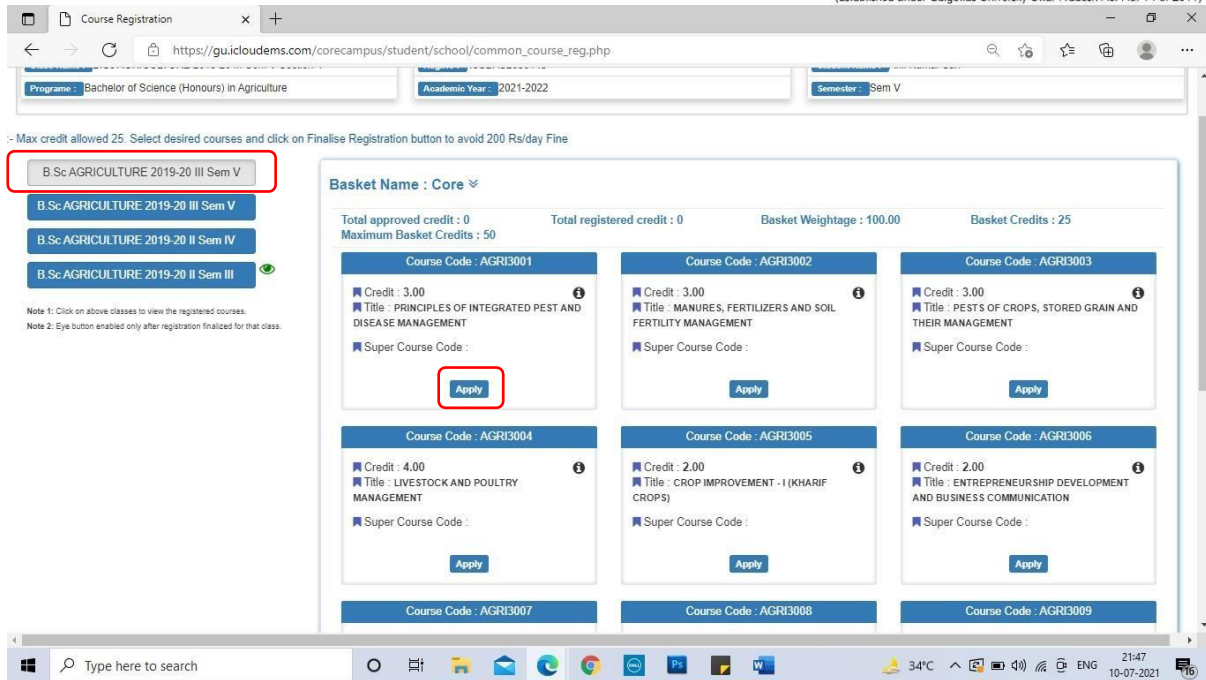 Course Registration
https://gu.icloudems.com/corecampus/student/school/common_course_reg.php
Programe : Bachelor of Science (Honours) in Agriculture
Academic Year : 2021-2022
Semester : Sem V
:- Max credit allowed 25. Select desired courses and click on Finalise Registration button to avoid 200 Rs/day Fine
B.Sc AGRICULTURE 2019-20 III Sem V
B.Sc AGRICULTURE 2019-20 III Sem V
B.Sc AGRICULTURE 2019-20 II Sem IV
B.Sc AGRICULTURE 2019-20 II Sem III
Note 1: Click on above classes to view the registered courses.
Note 2: Eye button enabled only after registration finalized for that class.
Basket Name : Core
Total approved credit : 0 Total registered credit : 0 Basket Weightage : 100.00 Basket Credits : 25
Maximum Basket Credits : 50
Course Code : AGRI3001
Credit : 3.00
Title : PRINCIPLES OF INTEGRATED PEST AND
DISEASE MANAGEMENT
Super Course Code :
Apply
Course Code : AGRI3002
Credit : 3.00
Title : MANURES, FERTILIZERS AND SOIL
FERTILITY MANAGEMENT
Super Course Code :
Apply
Course Code : AGRI3003
Credit : 3.00
Title : PESTS OF CROPS, STORED GRAIN AND
THEIR MANAGEMENT
Super Course Code :
Apply
Course Code : AGRI3004
Credit : 4.00
Title : LIVESTOCK AND POULTRY
MANAGEMENT
Super Course Code :
Apply
Course Code : AGRI3005
Credit : 2.00
Title : CROP IMPROVEMENT - I (KHARIF
CROPS)
Super Course Code :
Apply
Course Code : AGRI3006
Credit : 2.00
Title : ENTREPRENEURSHIP DEVELOPMENT
AND BUSINESS COMMUNICATION
Super Course Code :
Apply
Course Code : AGRI3007
Course Code : AGRI3008
Course Code : AGRI3009
Type here to search
DELL
Ps
W
34°C
ENG
21:47
10-07-2021
16